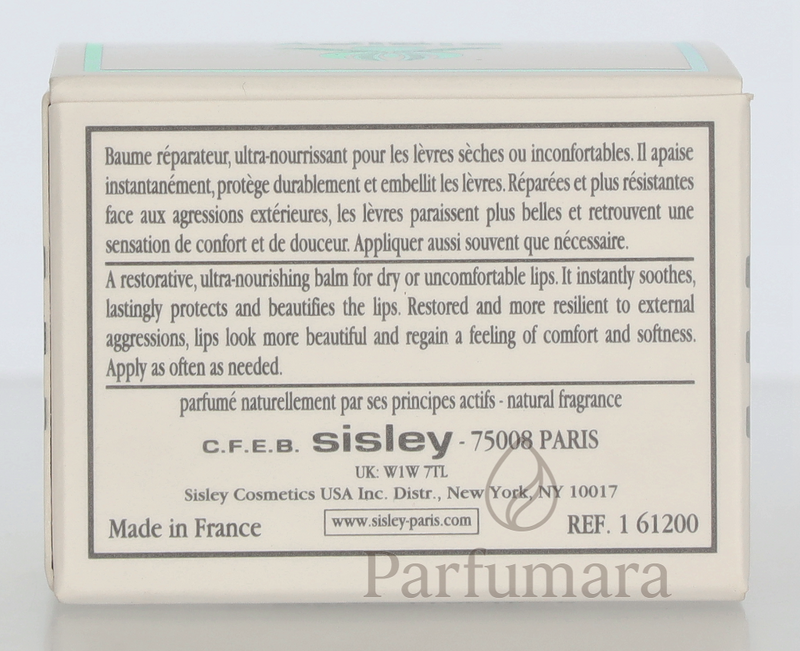 Baume réparateur, ultra-nourrissant pour les lèvres sèches ou inconfortables. Il apaise
instantanément, protège durablement et embellit les lèvres. Réparées et plus résistantes
face aux agressions extérieures, les lèvres paraissent plus belles et retrouvent une
sensation de confort et de douceur. Appliquer aussi souvent que nécessaire.
A restorative, ultra-nourishing balm for dry or uncomfortable lips. It instantly soothes,
lastingly protects and beautifies the lips. Restored and more resilient to external
aggressions, lips look more beautiful and regain a feeling of comfort and softness.
Apply as often as needed.
parfumé naturellement par ses principes actifs - natural fragrance
C.F.E.B. sisley - 75008 PARIS
UK: W1W 7TL
Sisley Cosmetics USA Inc. Distr., New York, NY 10017
Made in France www.sisley-paris.com REF. 1 61200
Parfumara